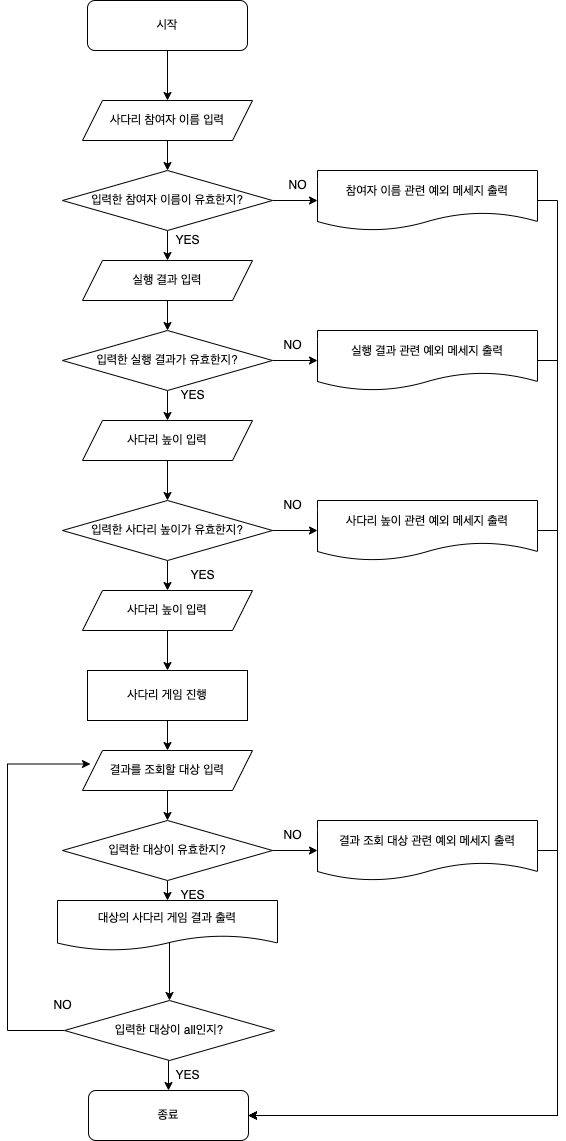 시작
사다리 참여자 이름 입력
입력한 참여자 이름이 유효한지?
NO
참여자 이름 관련 예외 메세지 출력
YES
실행 결과 입력
입력한 실행 결과가 유효한지?
NO
실행 결과 관련 예외 메세지 출력
YES
사다리 높이 입력
입력한 사다리 높이가 유효한지?
NO
사다리 높이 관련 예외 메세지 출력
YES
사다리 높이 입력
사다리 게임 진행
결과를 조회할 대상 입력
입력한 대상이 유효한지?
NO
결과 조회 대상 관련 예외 메세지 출력
YES
대상의 사다리 게임 결과 출력
NO
입력한 대상이 all인지?
YES
종료